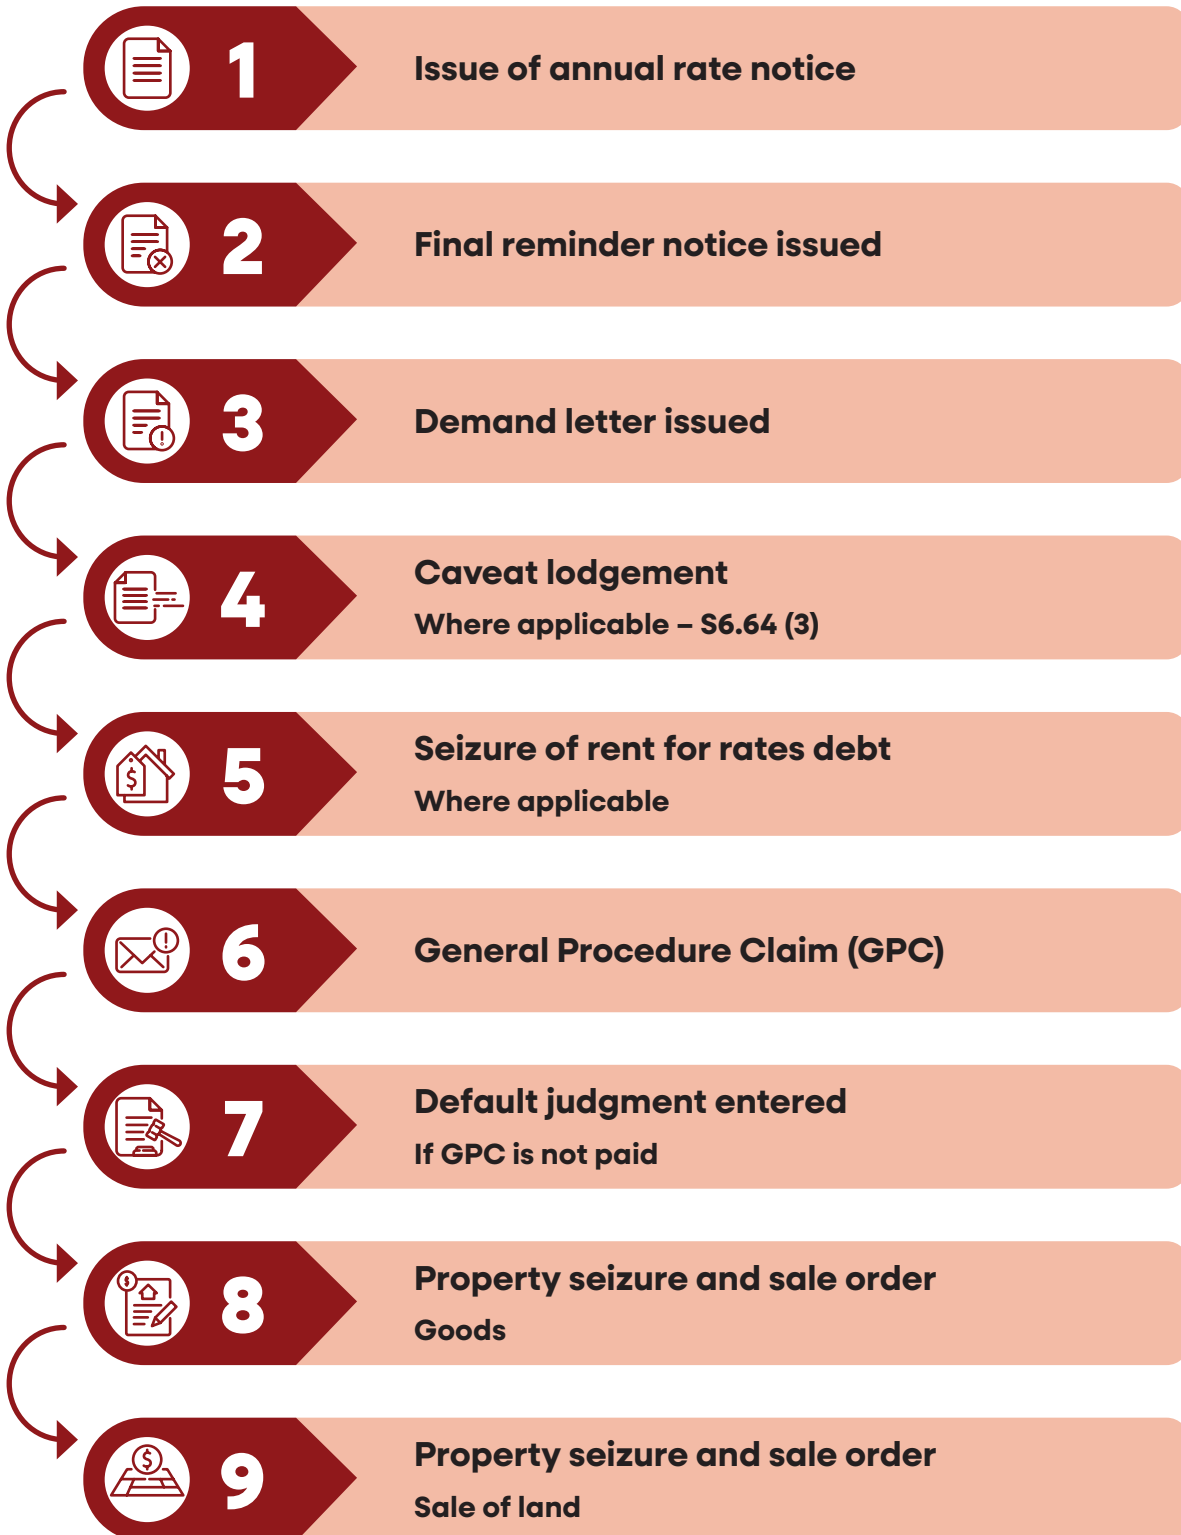 1
Issue of annual rate notice
2
Final reminder notice issued
3
Demand letter issued
4
Caveat lodgement
Where applicable – S6.64 (3)
5
$
Seizure of rent for rates debt
Where applicable
6
General Procedure Claim (GPC)
7
Default judgment entered
If GPC is not paid
8
$
Property seizure and sale order
Goods
9
$
Property seizure and sale order
Sale of land